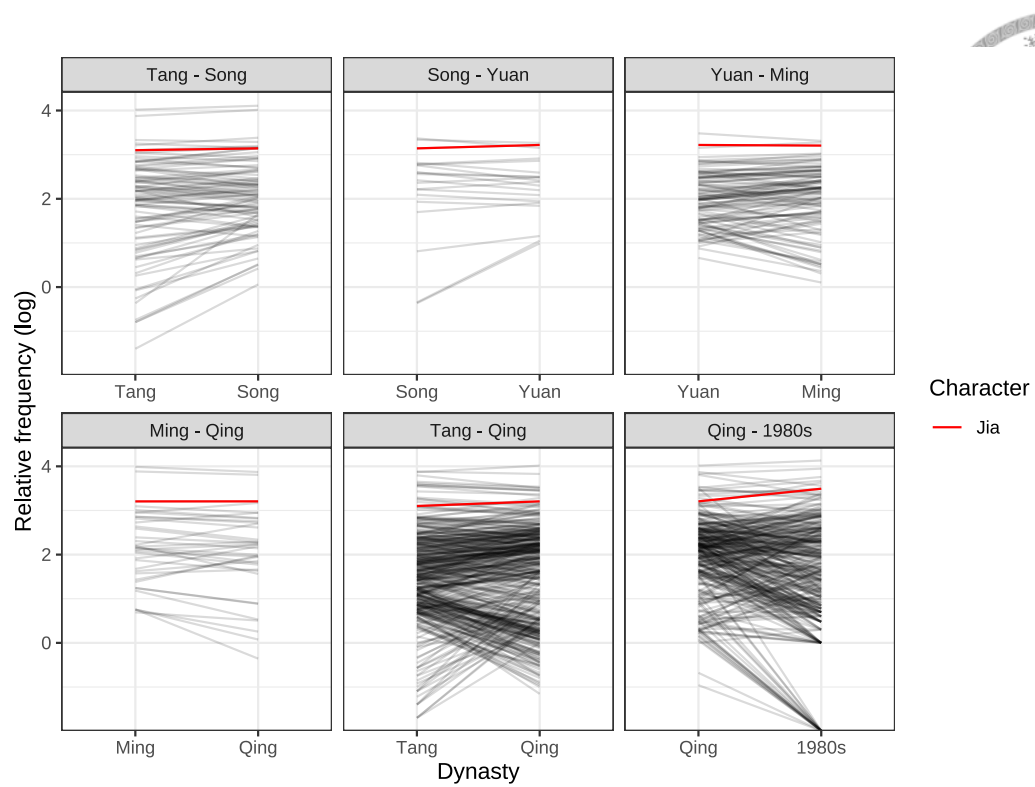 Tang - Song
Song - Yuan
Yuan - Ming
4
2
0
Tang
Song
Song
Yuan
Yuan
Ming
Relative frequency (log)
Character
Jia
Ming - Qing
Tang - Qing
Qing - 1980s
4
2
0
Ming
Qing
Tang
Qing
Qing
1980s
Dynasty